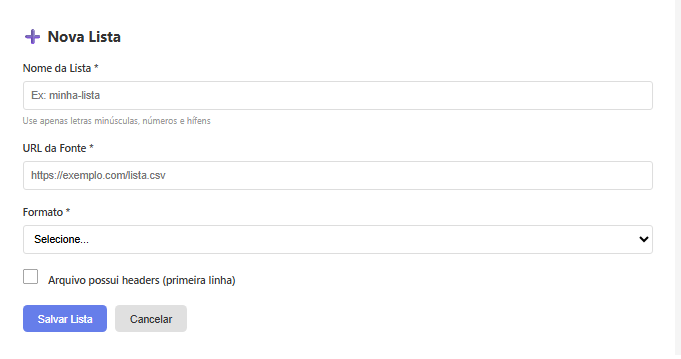 Nova Lista
Nome da Lista *
Ex: minha-lista
Use apenas letras minúsculas, números e hífens
URL da Fonte *
https://exemplo.com/lista.csv
Formato *
Selecione...
Arquivo possui headers (primeira linha)
Salvar Lista
Cancelar